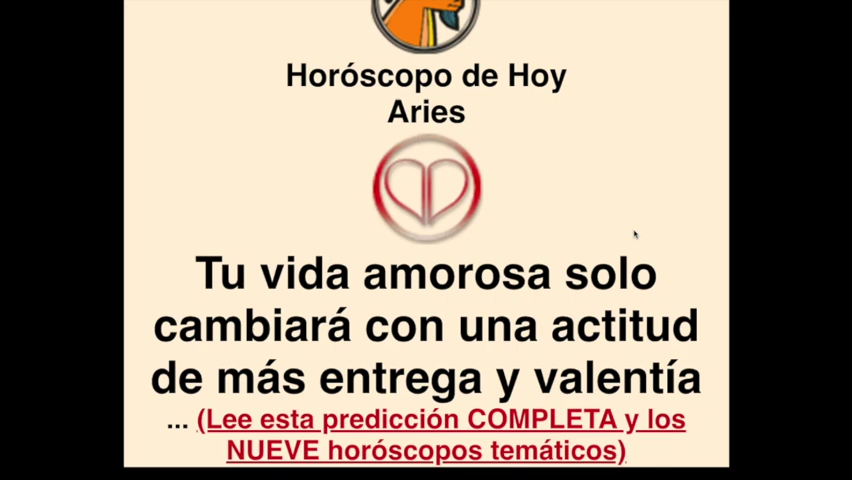 Horóscopo de Hoy
Aries
Tu vida amorosa solo
cambiará con una actitud
de más entrega y valentía
... (Lee esta predicción COMPLETA y los
NUEVE horóscopos temáticos)